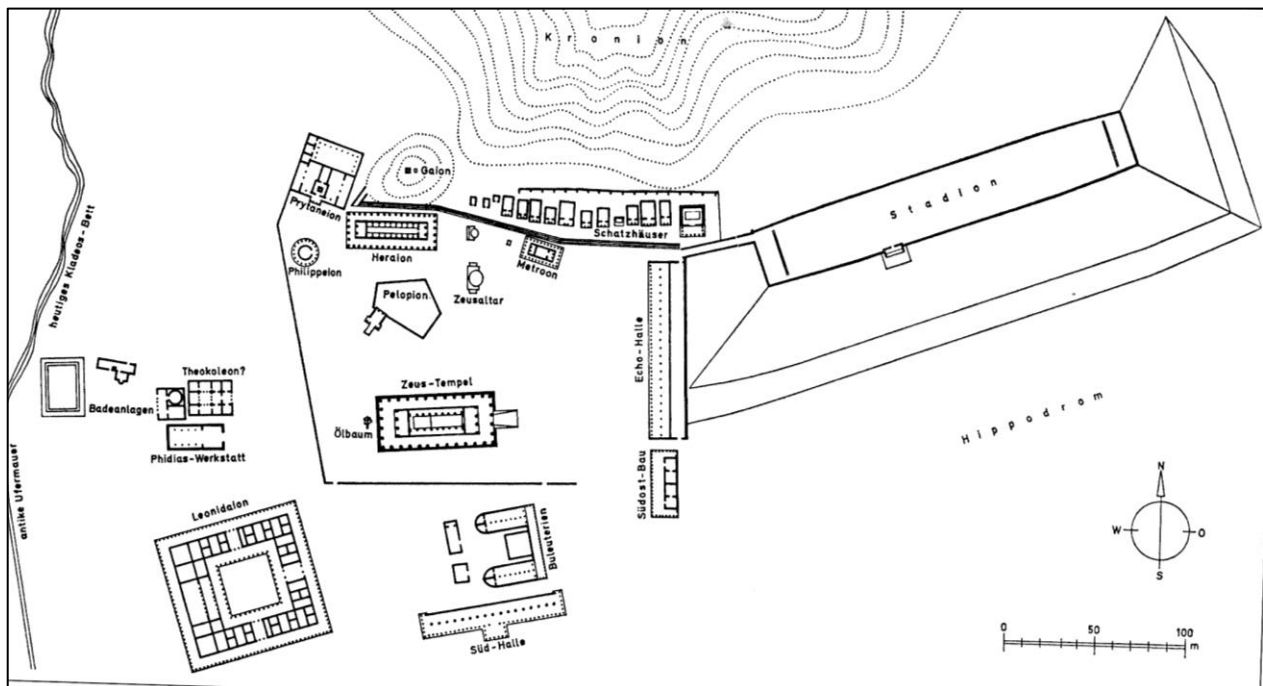 Kronion
Gaion
Prytaneion
Schatzhäuser
Stadion
Heraion
Metroon
Philippeion
heutiges Kladeos-Bett
Pelopion
Zeusaltar
Echo-Halle
Theokoleon?
Zeus-Tempel
Badeanlagen
Ölbaum
Hippodrom
Phidias-Werkstatt
antike Ufermauer
Südost-Bau
Leonidaion
Buleuterien
N
W
O
S
Süd-Halle
0 50 100
m